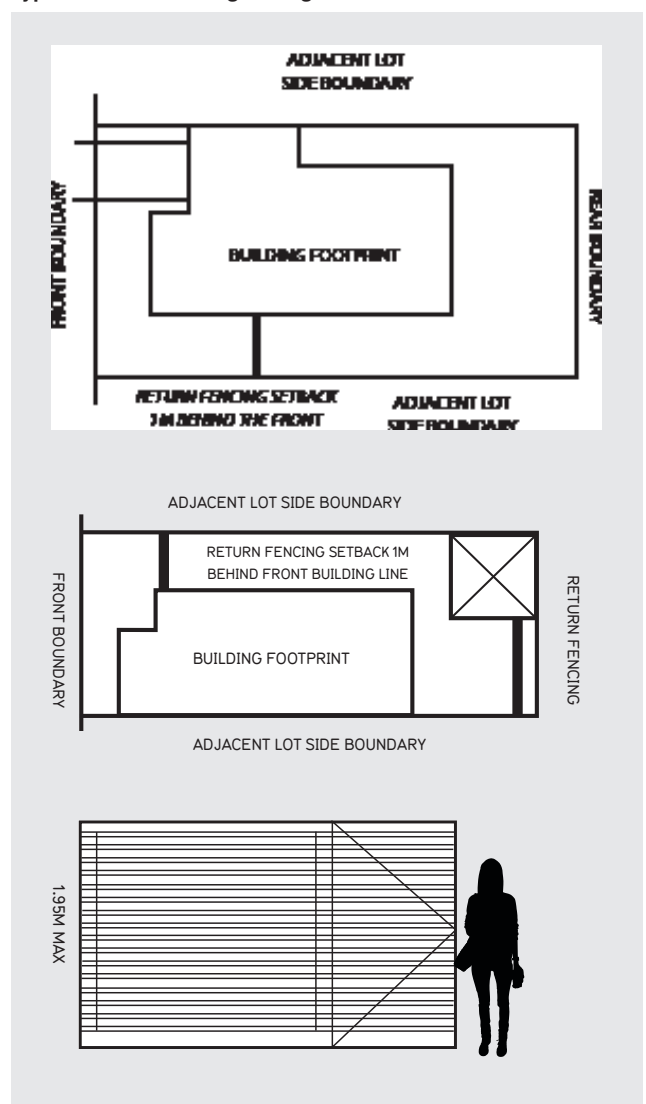 ADJACENT LOT
SIDE BOUNDARY
FRONT BOUNDARY
BUILDING FOOTPRINT
REAR BOUNDARY
RETURN FENCING SETBACK
1M BEHIND THE FRONT
ADJACENT LOT
SIDE BOUNDARY
ADJACENT LOT SIDE BOUNDARY
FRONT BOUNDARY
RETURN FENCING SETBACK 1M
BEHIND FRONT BUILDING LINE
BUILDING FOOTPRINT
RETURN FENCING
ADJACENT LOT SIDE BOUNDARY
1.95M MAX